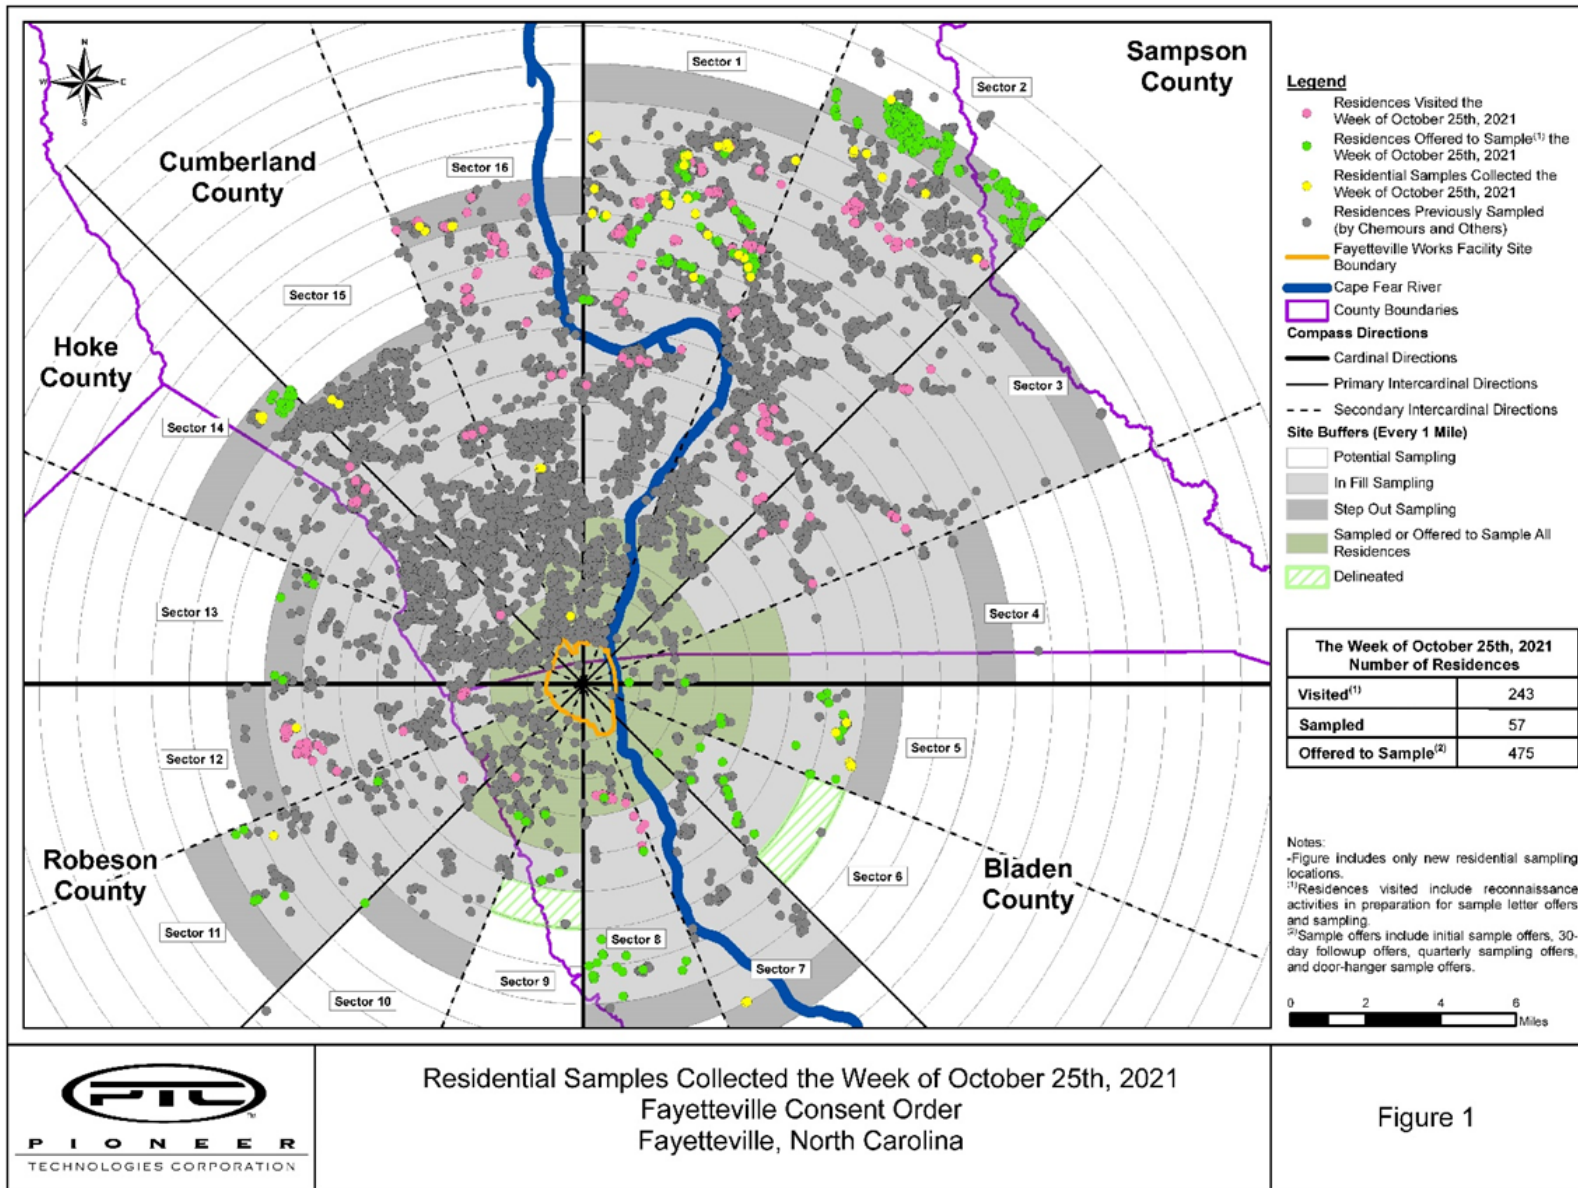 N
W
E
S
Sampson
County
Sector 1
Sector 2
Cumberland
County
Sector 16
Sector 15
Hoke
County
Sector 14
Sector 3
Sector 13
Sector 4
Sector 12
Sector 5
Robeson
County
Bladen
County
Sector 6
Sector 11
Sector 8
Sector 7
Sector 9
Sector 10
Legend
Residences Visited the
Week of October 25th, 2021
Residences Offered to Sample(1) the
Week of October 25th, 2021
Residential Samples Collected the
Week of October 25th, 2021
Residences Previously Sampled
(by Chemours and Others)
Fayetteville Works Facility Site
Boundary
Cape Fear River
County Boundaries
Compass Directions
Cardinal Directions
Primary Intercardinal Directions
Secondary Intercardinal Directions
Site Buffers (Every 1 Mile)
Potential Sampling
In Fill Sampling
Step Out Sampling
Sampled or Offered to Sample All
Residences
Delineated
The Week of October 25th, 2021
Number of Residences
Visited(1) 243
Sampled 57
Offered to Sample(2) 475
Notes:
-Figure includes only new residential sampling
locations.
(1)Residences visited include reconnaissance
activities in preparation for sample letter offers
and sampling.
(2)Sample offers include initial sample offers, 30-
day followup offers, quarterly sampling offers,
and door-hanger sample offers.
0 2 4 6
Miles
PTC
PIONEER
TECHNOLOGIES CORPORATION
Residential Samples Collected the Week of October 25th, 2021
Fayetteville Consent Order
Fayetteville, North Carolina
Figure 1